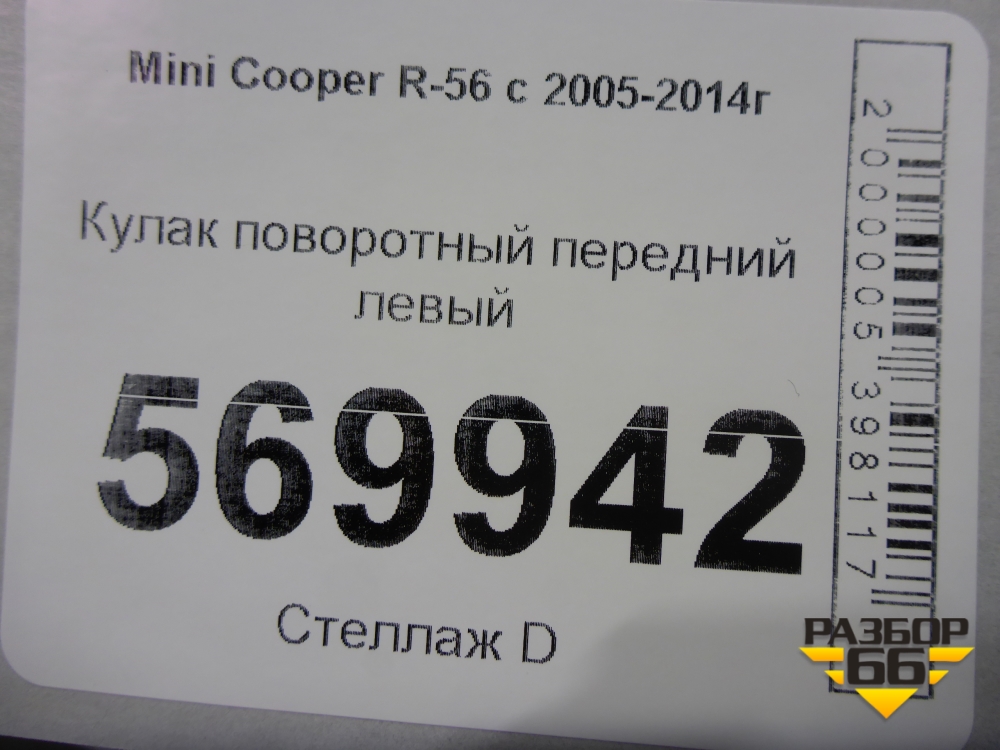 Mini Cooper R-56 с 2005-2014г
Кулак поворотный передний
левый
569942
Стеллаж D
2000005398117
РАЗБОР
66